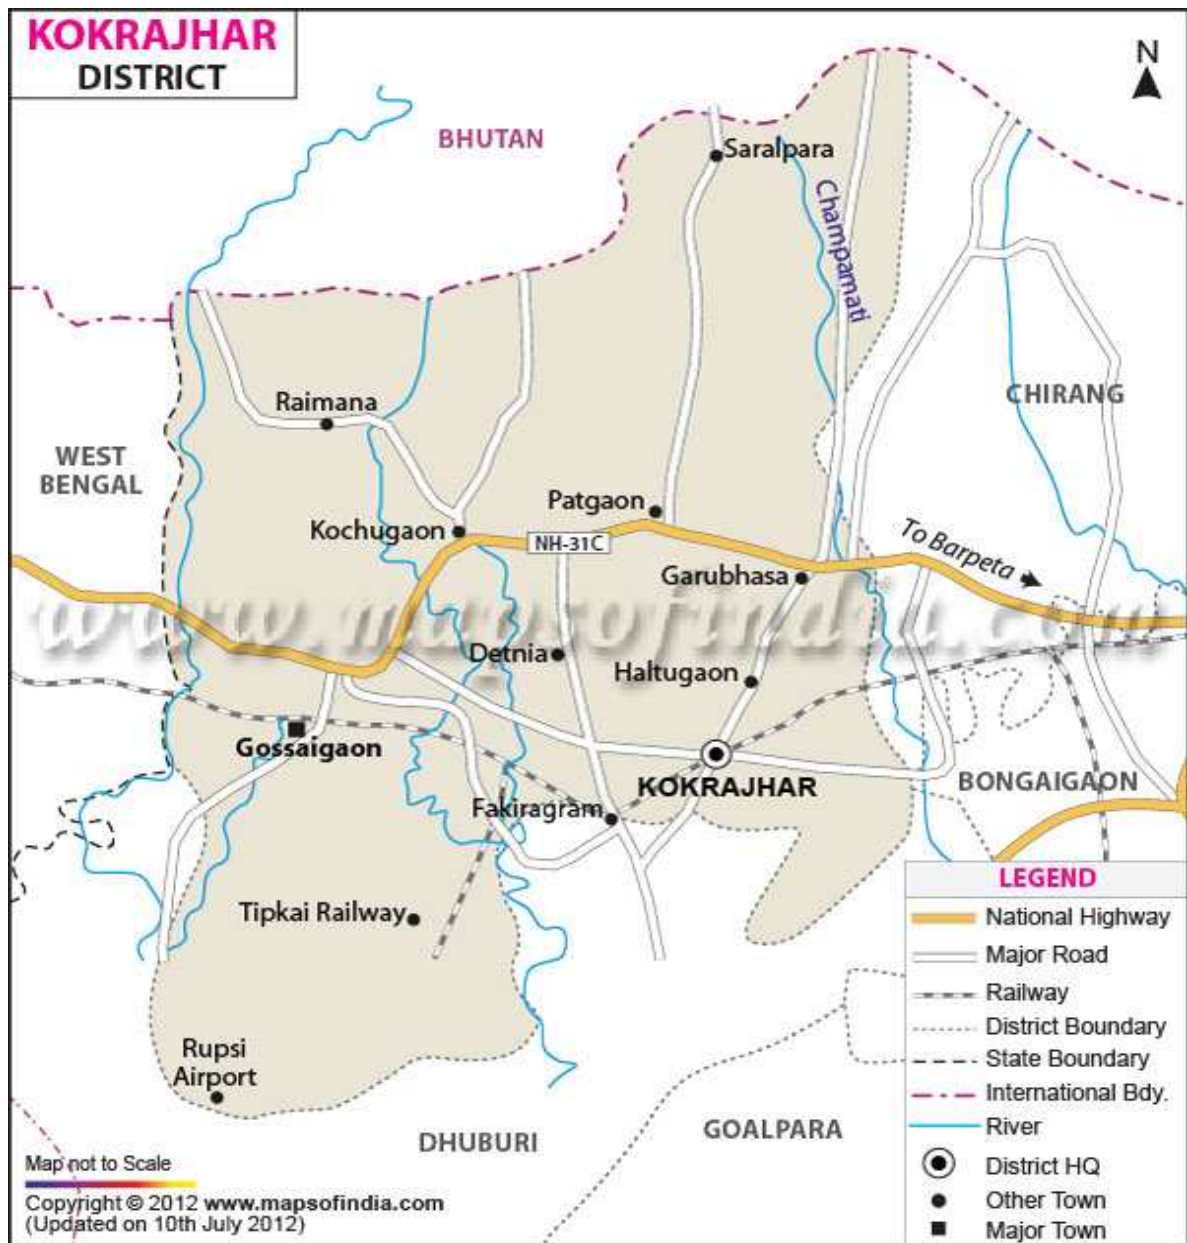 KOKRAJHAR
DISTRICT
N
BHUTAN
Saralpara
Champamati
Raimana
CHIRANG
WEST
BENGAL
Patgaon
Kochugaon
NH-31C
To Barpeta
Garubhasa
www.mapsofindia.com
Detnia
Haltugaon
Gossaigaon
KOKRAJHAR
BONGAIGAON
Fakiragram
Tipkai Railway
Rupsi
Airport
DHUBURI
GOALPARA
LEGEND
National Highway
Major Road
Railway
District Boundary
State Boundary
International Bdy.
River
District HQ
Other Town
Major Town
Map not to Scale
Copyright © 2012 www.mapsofindia.com
(Updated on 10th July 2012)